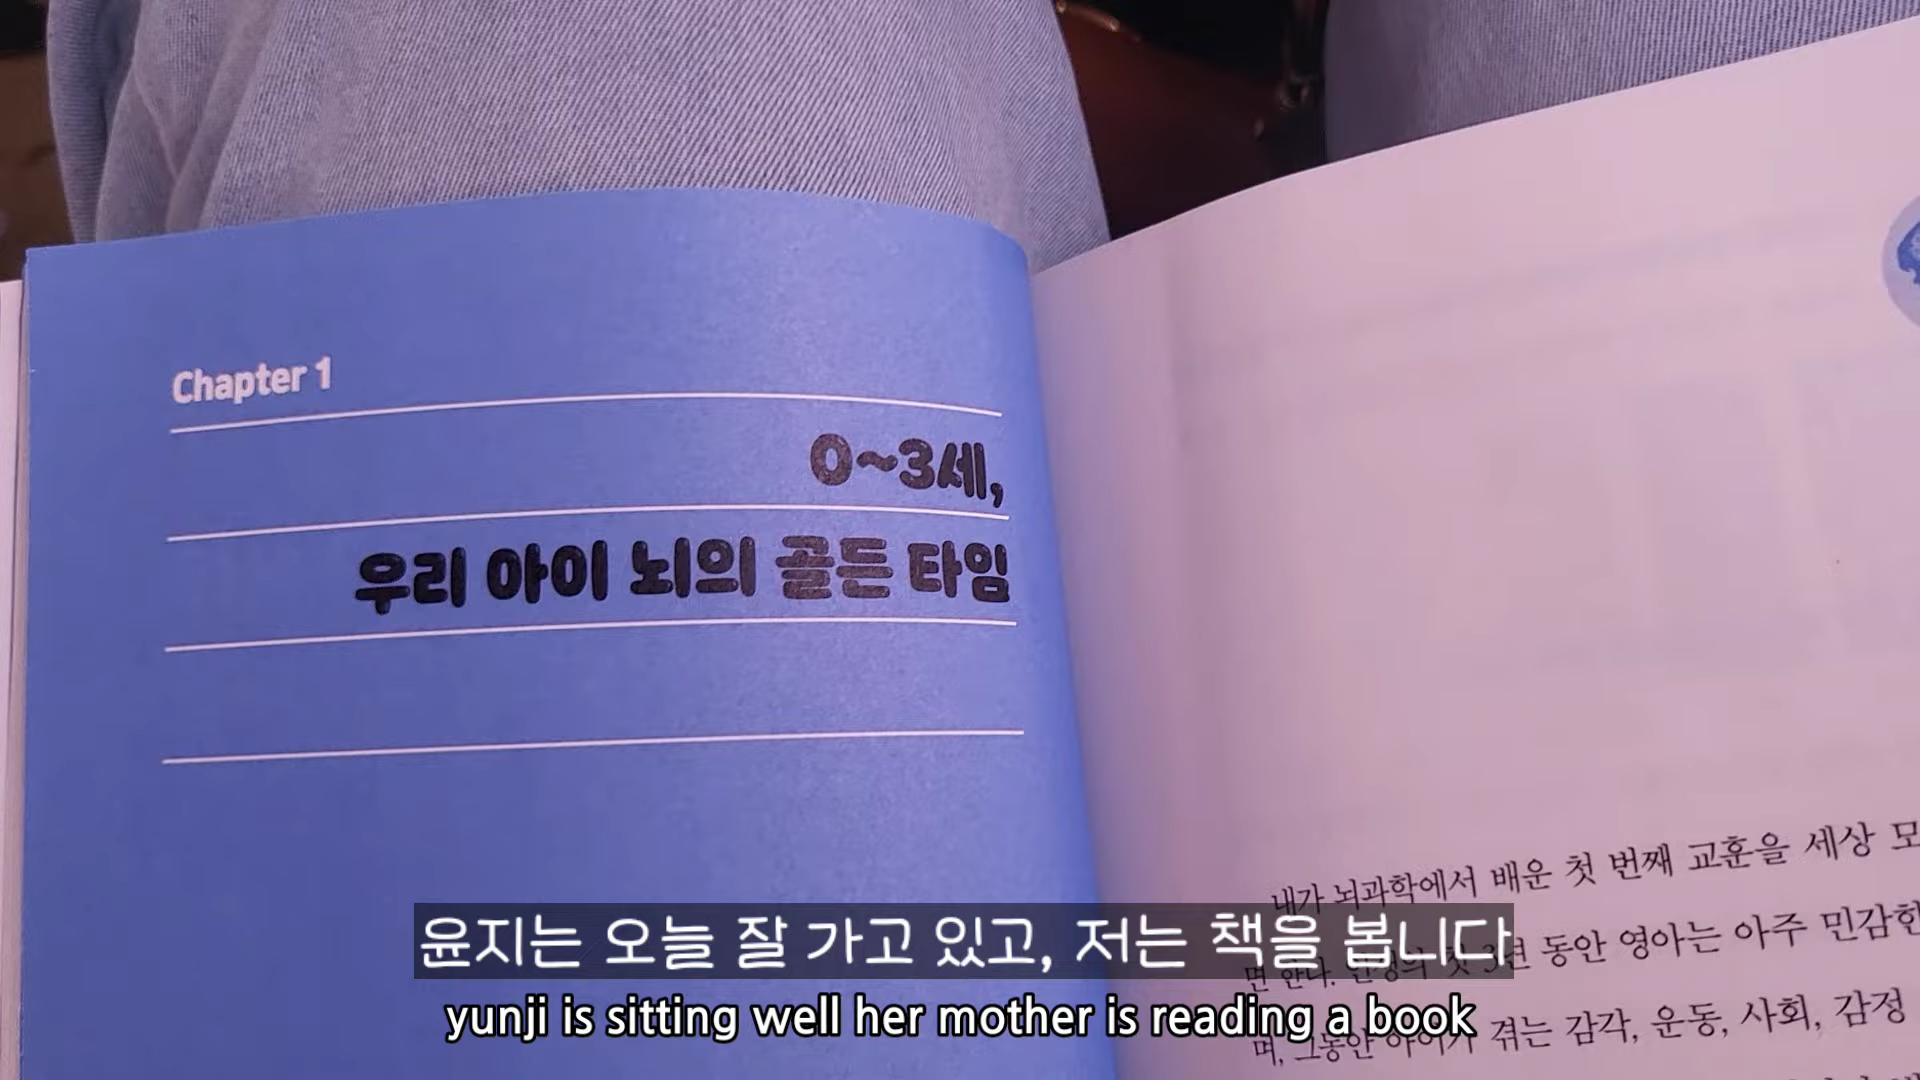 Chapter 1
0~3세,
우리 아이 뇌의 골든 타임
내가 뇌과학에서 배운 첫 번째 교훈을 세상 모
동안 영아는 아주 민감한
겪는 감각, 운동, 사회, 감정
윤지는 오늘 잘 가고 있고, 저는 책을 봅니다
yunji is sitting well her mother is reading a book